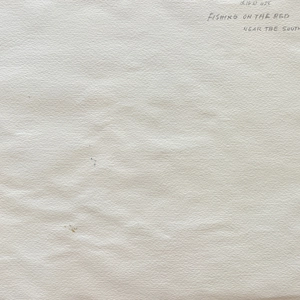 FISHING ON THE RED
NEAR THE SOUTH